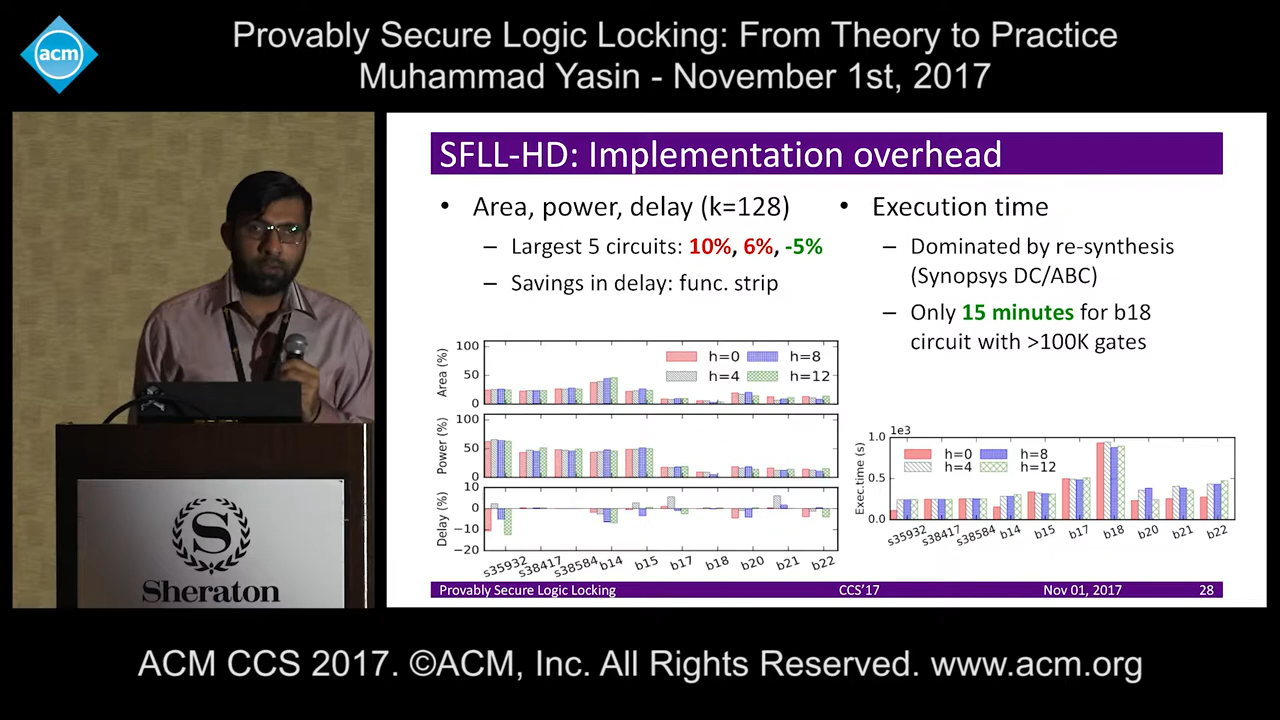 acm
Provably Secure Logic Locking: From Theory to Practice
Muhammad Yasin - November 1st, 2017
SFLL-HD: Implementation overhead
• Area, power, delay (k=128)
– Largest 5 circuits: 10%, 6%, -5%
– Savings in delay: func. strip
• Execution time
– Dominated by re-synthesis
(Synopsys DC/ABC)
– Only 15 minutes for b18
circuit with >100K gates
Area (%)
100
50
0
h=0 h=8
h=4 h=12
Power (%)
100
50
0
Delay (%)
10
0
−10
−20
s35932 s38417 s38584 b14 b15 b17 b18 b20 b21 b22
1e3
Exec.time (s)
1.0
0.5
0.0
h=0 h=8
h=4 h=12
s35932 s38417 s38584 b14 b15 b17 b18 b20 b21 b22
Provably Secure Logic Locking CCS'17 Nov 01, 2017 28
S
Sheraton
ACM CCS 2017. ©ACM, Inc. All Rights Reserved. www.acm.org